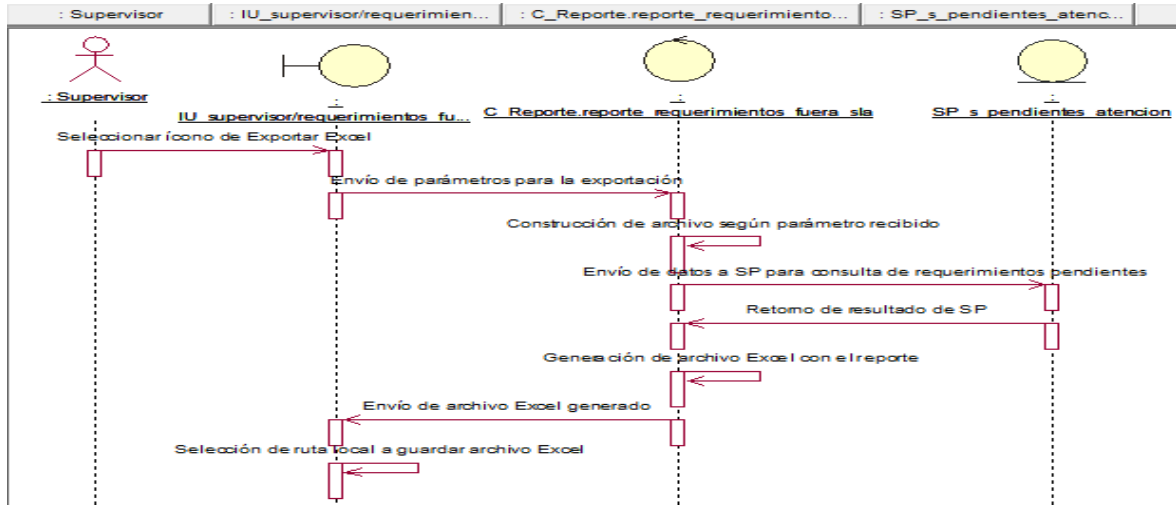 : Supervisor
: IU_supervisor/requerimien...
: C_Reporte.reporte_requerimiento...
: SP_s_pendientes_atenc...
: Supervisor
:
IU_supervisor/requerimientos_fu...
:
C_Reporte.reporte_requerimientos_fuera_sla
:
SP_s_pendientes_atencion
Seleccionar ícono de Exportar Excel
Envío de parámetros para la exportación
Construcción de archivo según parámetro recibido
Envío de datos a SP para consulta de requerimientos pendientes
Retorno de resultado de SP
Generación de archivo Excel con el reporte
Envío de archivo Excel generado
Selección de ruta local a guardar archivo Excel